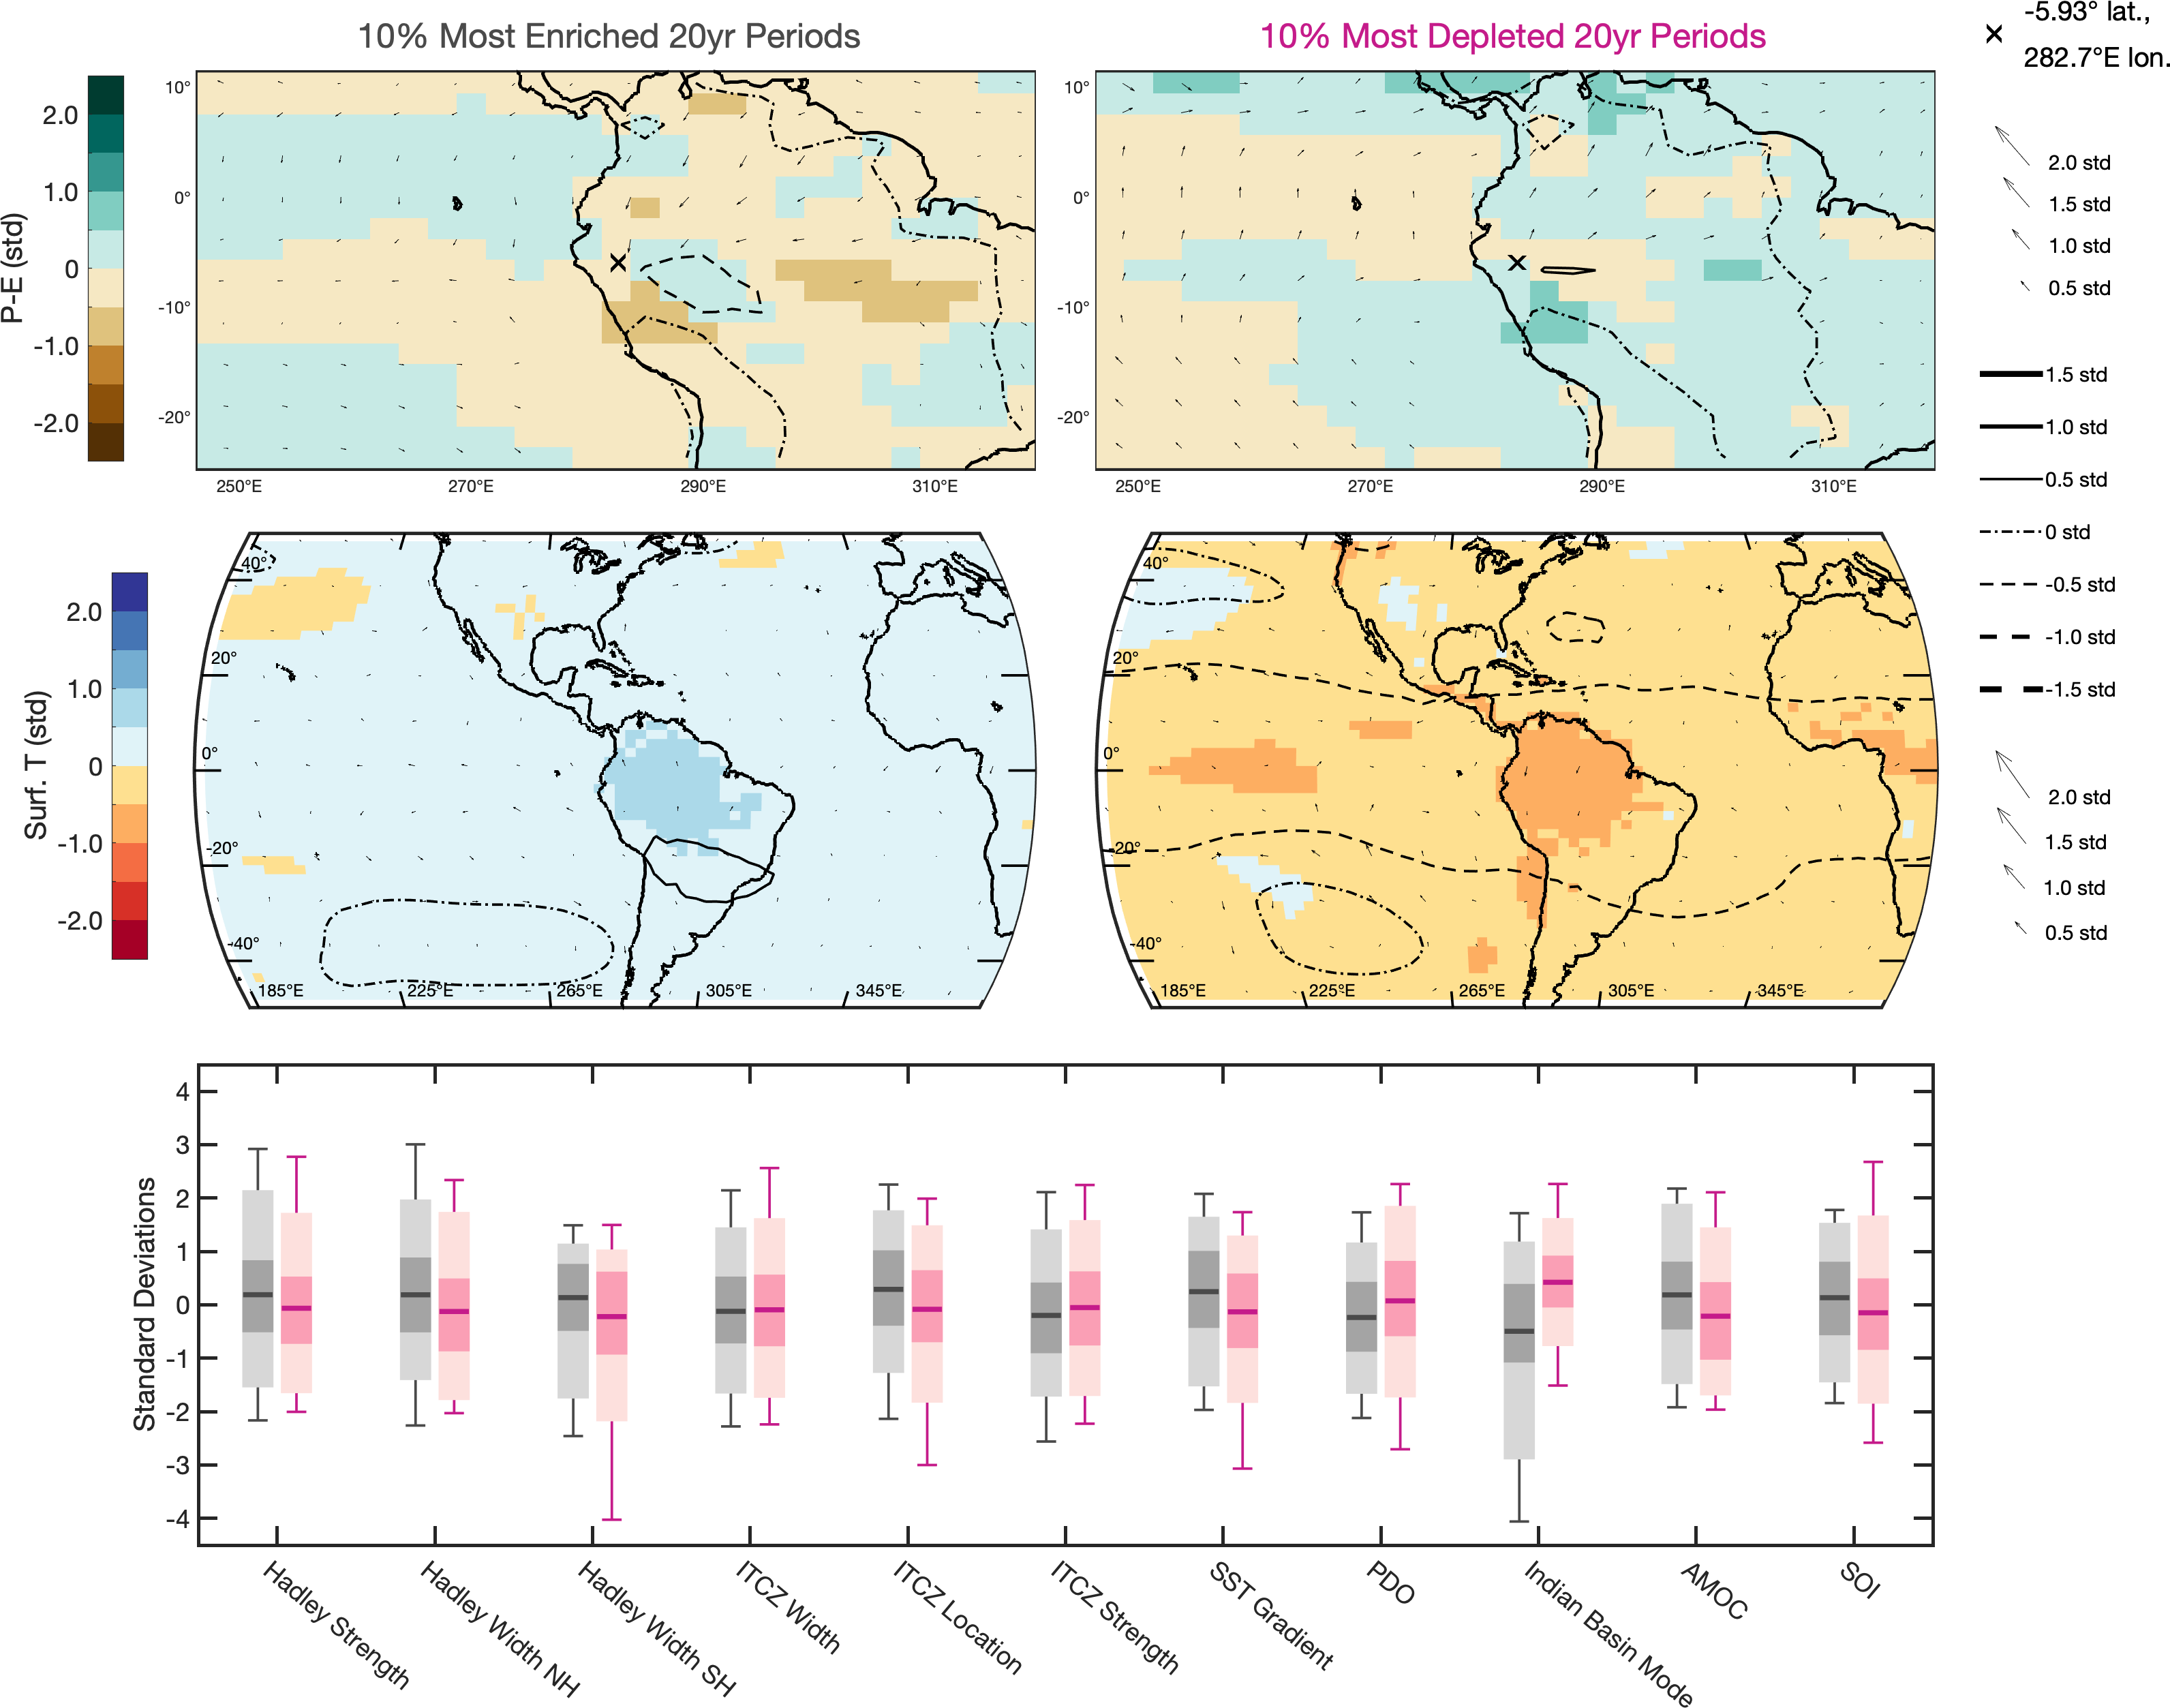 10% Most Enriched 20yr Periods
10% Most Depleted 20yr Periods
-5.93° lat.,
282.7°E lon.
P-E (std)
2.0
1.0
0
-1.0
-2.0
10°
0°
-10°
-20°
250°E
270°E
290°E
310°E
10°
0°
-10°
-20°
250°E
270°E
290°E
310°E
2.0 std
1.5 std
1.0 std
0.5 std
1.5 std
1.0 std
0.5 std
0 std
-0.5 std
-1.0 std
-1.5 std
Surf. T (std)
2.0
1.0
0
-1.0
-2.0
40°
20°
0°
-20°
-40°
185°E
225°E
265°E
305°E
345°E
40°
20°
0°
-20°
-40°
185°E
225°E
265°E
305°E
345°E
2.0 std
1.5 std
1.0 std
0.5 std
Standard Deviations
4
3
2
1
0
-1
-2
-3
-4
Hadley Strength
Hadley Width NH
Hadley Width SH
ITCZ Width
ITCZ Location
ITCZ Strength
SST Gradient
PDO
Indian Basin Mode
AMOC
SOI